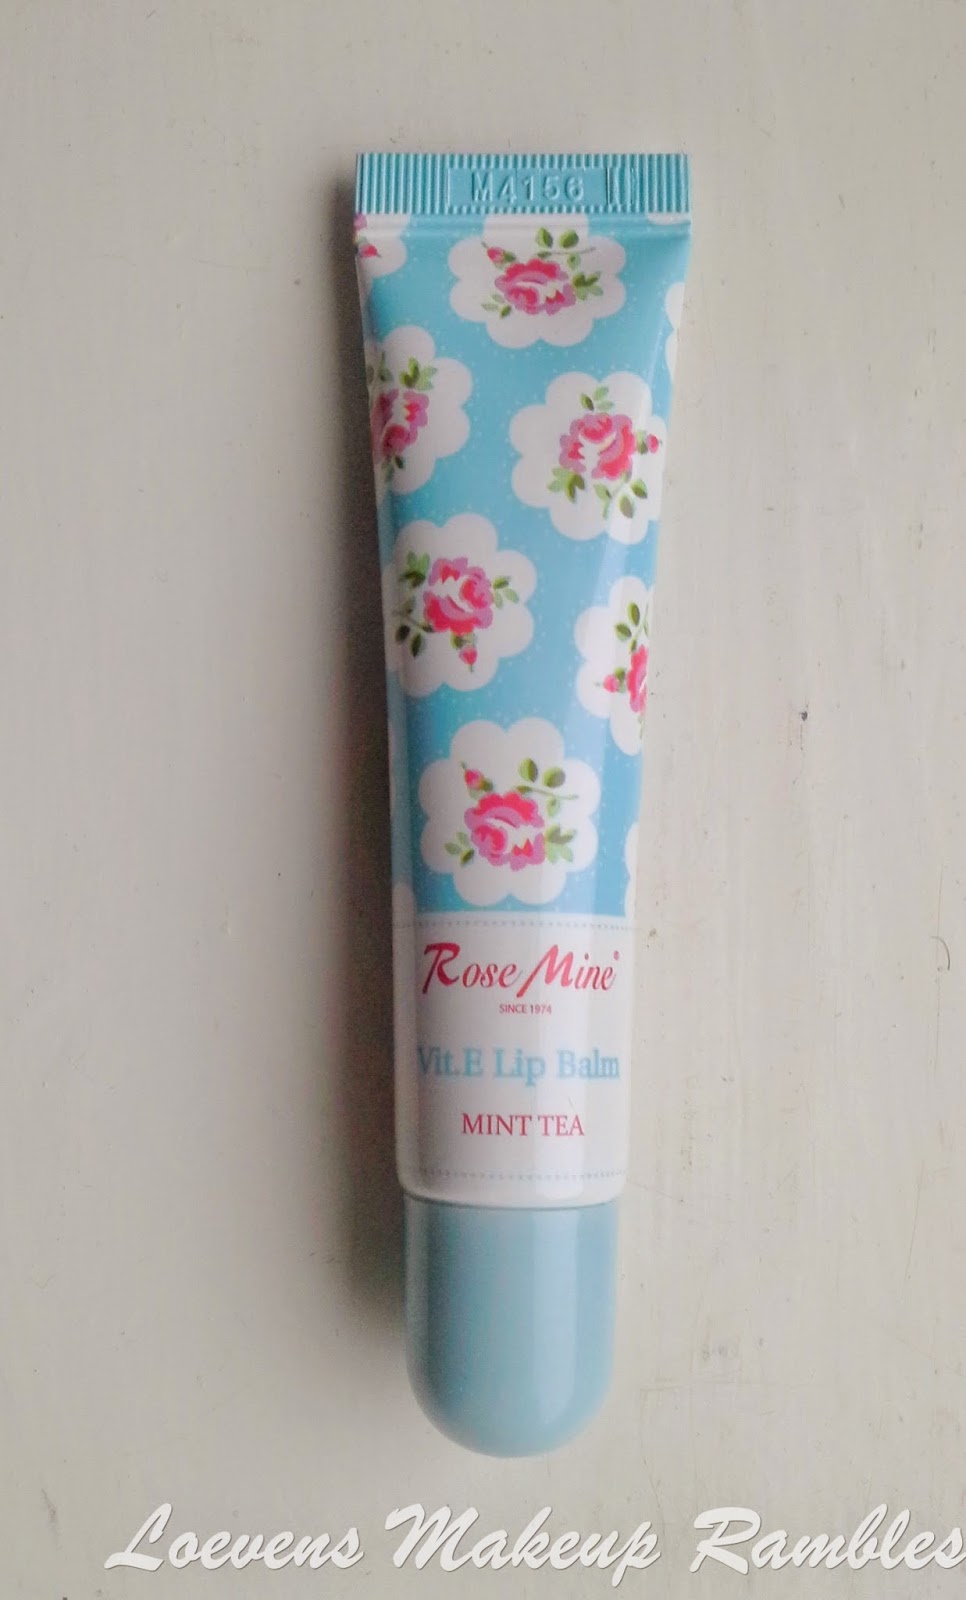 M4156
Rose Mine®
SINCE 1974
Vit.E Lip Balm
MINT TEA
Loevens Makeup Rambles